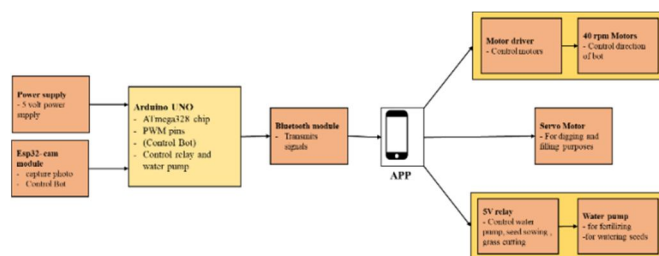 Power supply
- 5 volt power
supply
Esp32- cam
module
- capture photo
- Control Bot
Arduino UNO
- ATmega328 chip
- PWM pins
- (Control Bot)
- Control relay and
water pump
Bluetooth module
- Transmits
signals
APP
Motor driver
- Control motors
40 rpm Motors
- Control direction
of bot
Servo Motor
- For digging and
filling purposes
5V relay
- Control water
pump, seed sowing ,
grass cutting
Water pump
- for fertilizing
-for watering seeds